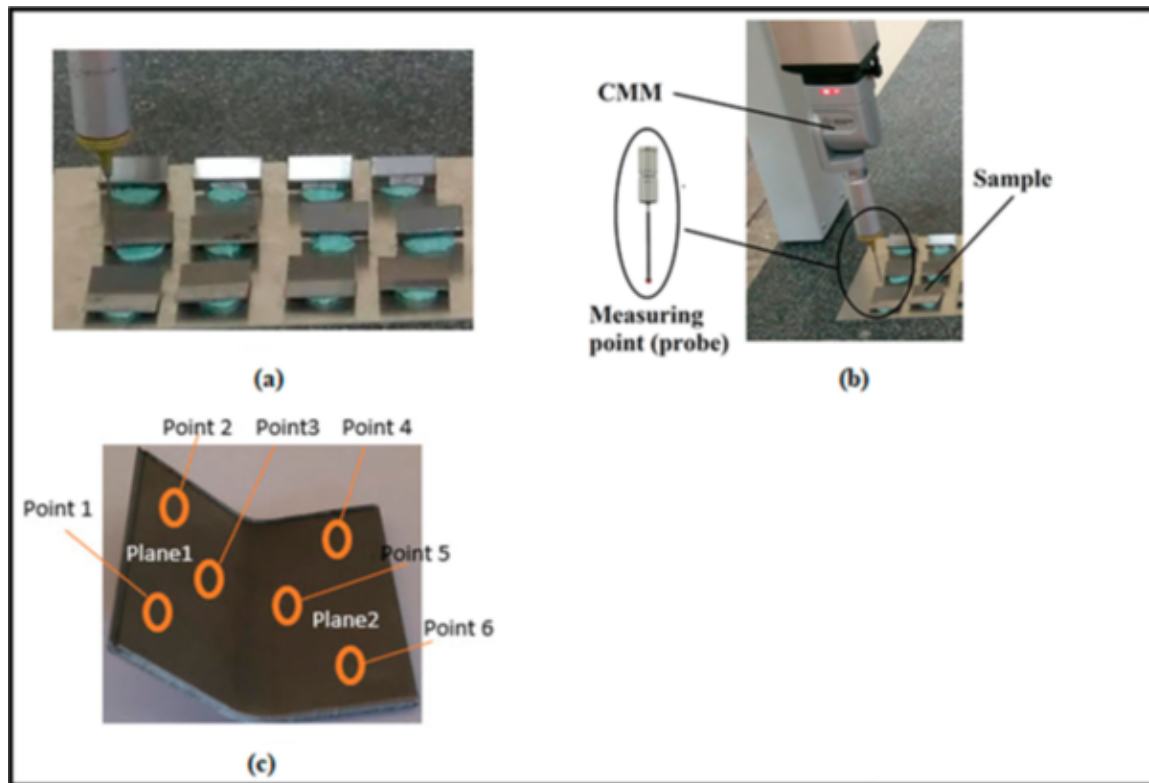 CMM
Sample
Measuring
point (probe)
(a)
(b)
Point 2
Point3
Point 4
Point 1
Plane1
Point 5
Plane2
Point 6
(c)